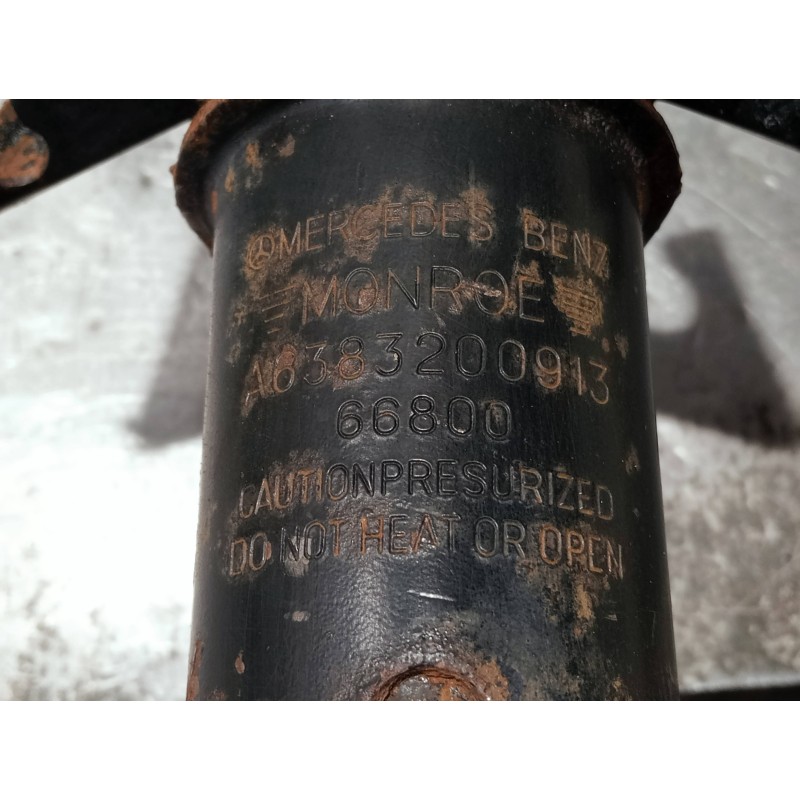 MERCEDES BENZ
MONROE
A6383200913
66800
CAUTIONPRESURIZED
DO NOT HEAT OR OPEN